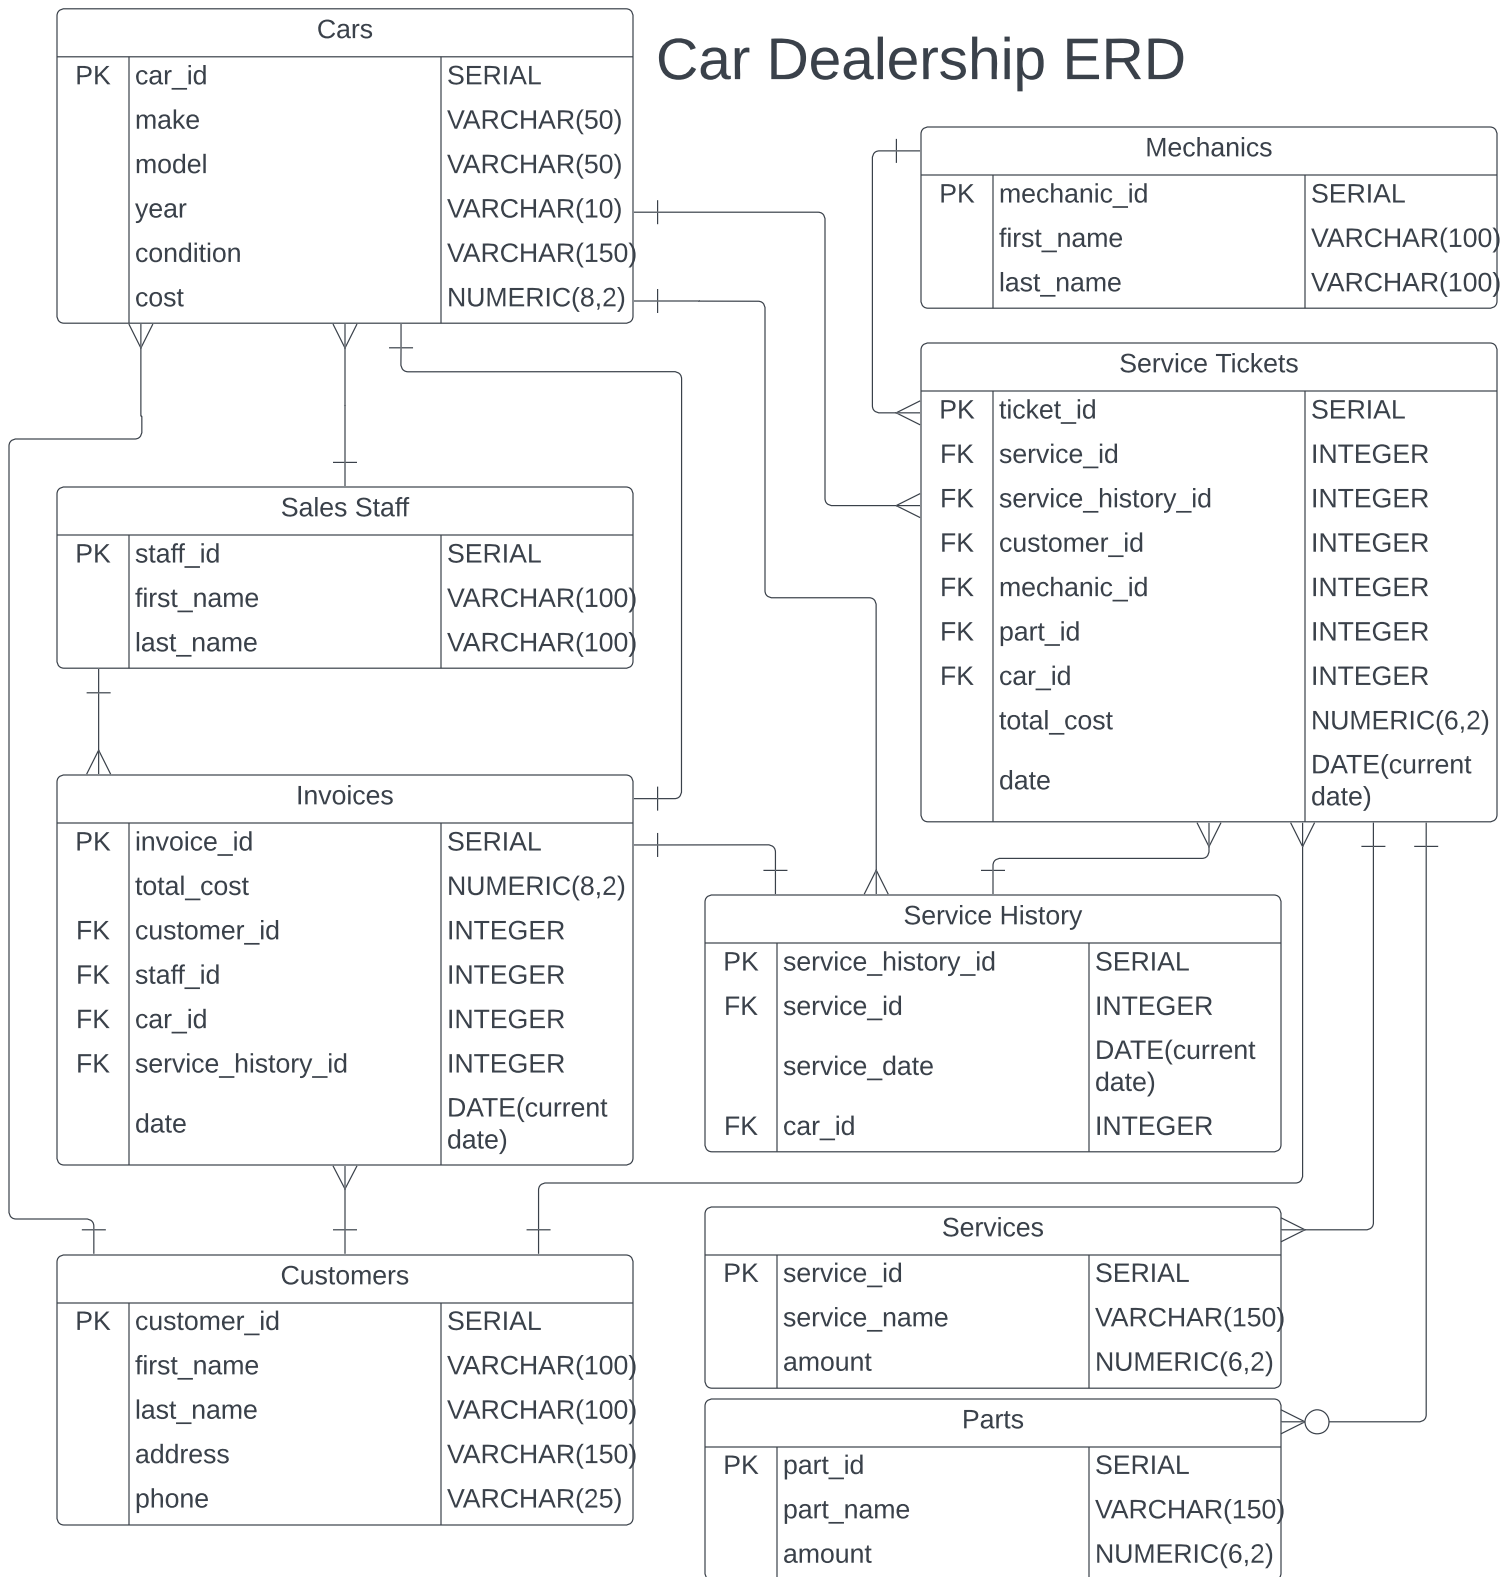 Car Dealership ERD
Cars
PK car_id SERIAL
make VARCHAR(50)
model VARCHAR(50)
year VARCHAR(10)
condition VARCHAR(150)
cost NUMERIC(8,2)
Mechanics
PK mechanic_id SERIAL
first_name VARCHAR(100)
last_name VARCHAR(100)
Service Tickets
PK ticket_id SERIAL
FK service_id INTEGER
FK service_history_id INTEGER
FK customer_id INTEGER
FK mechanic_id INTEGER
FK part_id INTEGER
FK car_id INTEGER
total_cost NUMERIC(6,2)
date DATE(current
date)
Sales Staff
PK staff_id SERIAL
first_name VARCHAR(100)
last_name VARCHAR(100)
Invoices
PK invoice_id SERIAL
total_cost NUMERIC(8,2)
FK customer_id INTEGER
FK staff_id INTEGER
FK car_id INTEGER
FK service_history_id INTEGER
date DATE(current
date)
Service History
PK service_history_id SERIAL
FK service_id INTEGER
service_date DATE(current
date)
FK car_id INTEGER
Customers
PK customer_id SERIAL
first_name VARCHAR(100)
last_name VARCHAR(100)
address VARCHAR(150)
phone VARCHAR(25)
Services
PK service_id SERIAL
service_name VARCHAR(150)
amount NUMERIC(6,2)
Parts
PK part_id SERIAL
part_name VARCHAR(150)
amount NUMERIC(6,2)